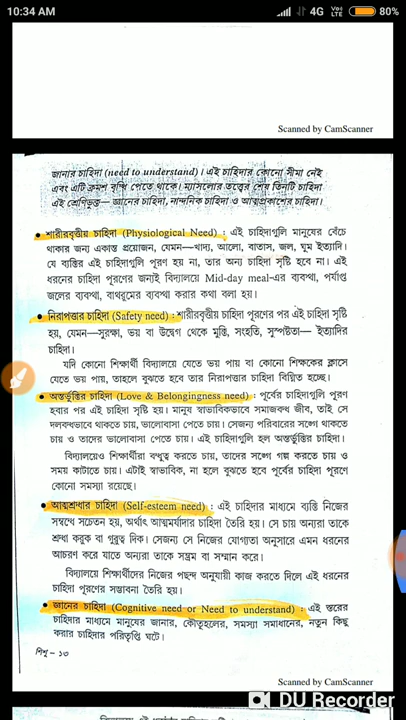 10:34 AM
4G
VoLTE
80%
Scanned by CamScanner
জানার চাহিদা (need to understand)। এই চাহিদার কোনো সীমা নেই
এবং এটি ক্রমশ বৃদ্ধি পেতে থাকে। ম্যাসলোর তত্ত্বের শেষ তিনটি চাহিদা
এই শ্রেণিভুক্ত— জ্ঞানের চাহিদা, নান্দনিক চাহিদা ও আত্মপ্রকাশের চাহিদা।
• শারীরবৃত্তীয় চাহিদা (Physiological Need) : এই চাহিদাগুলি মানুষের বেঁচে
থাকার জন্য একান্ত প্রয়োজন, যেমন—খাদ্য, আলো, বাতাস, জল, ঘুম ইত্যাদি।
যে ব্যক্তির এই চাহিদাগুলি পূরণ হয় না, তার অন্য চাহিদা সৃষ্টি হবে না। এই
ধরনের চাহিদা পূরণের জন্যই বিদ্যালয়ে Mid-day meal-এর ব্যবস্থা, পর্যাপ্ত
জলের ব্যবস্থা, বাথরুমের ব্যবস্থা করার কথা বলা হয়।
• নিরাপত্তার চাহিদা (Safety need) : শারীরবৃত্তীয় চাহিদা পূরণের পর এই চাহিদা সৃষ্টি
হয়, যেমন—সুরক্ষা, ভয় বা উদ্বেগ থেকে মুক্তি, সংহতি, সুস্পষ্টতা— ইত্যাদির
চাহিদা।
যদি কোনো শিক্ষার্থী বিদ্যালয়ে যেতে ভয় পায় বা কোনো শিক্ষকের ক্লাসে
যেতে ভয় পায়, তাহলে বুঝতে হবে তার নিরাপত্তার চাহিদা বিঘ্নিত হচ্ছে।
• অন্তর্ভুক্তির চাহিদা (Love & Belongingness need) : পূর্বের চাহিদাগুলি পূরণ
হবার পর এই চাহিদা সৃষ্টি হয়। মানুষ স্বাভাবিকভাবে সমাজবদ্ধ জীব, তাই সে
দলবদ্ধভাবে থাকতে চায়, ভালোবাসা পেতে চায়। সেজন্য পরিবারের সঙ্গে থাকতে
চায় ও তাদের ভালোবাসা পেতে চায়। এই চাহিদাগুলি হল অন্তর্ভুক্তির চাহিদা।
বিদ্যালয়েও শিক্ষার্থীরা বন্ধুত্ব করতে চায়, তাদের সঙ্গে গল্প করতে চায় ও
সময় কাটাতে চায়। এটাই স্বাভাবিক, না হলে বুঝতে হবে পূর্বের চাহিদা পূরণে
কোনো সমস্যা রয়েছে।
• আত্মশ্রদ্ধার চাহিদা (Self-esteem need) : এই চাহিদার মাধ্যমে ব্যক্তি নিজের
সম্বন্ধে সচেতন হয়, অর্থাৎ আত্মমর্যাদার চাহিদা তৈরি হয়। সে চায় অন্যরা তাকে
শ্রদ্ধা করুক বা গুরুত্ব দিক। সেজন্য সে নিজের যোগ্যতা অনুসারে এমন ধরনের
আচরণ করে যাতে অন্যরা তাকে সম্ভ্রম বা সম্মান করে।
বিদ্যালয়ে শিক্ষার্থীদের নিজের পছন্দ অনুযায়ী কাজ করতে দিলে এই ধরনের
চাহিদা পূরণের সম্ভাবনা তৈরি হয়।
• জ্ঞানের চাহিদা (Cognitive need or Need to understand) : এই স্তরের
চাহিদার মাধ্যমে মানুষের জানার, কৌতূহলের, সমস্যা সমাধানের, নতুন কিছু
করার চাহিদার পরিতৃপ্তি ঘটে।
শিশু – ১৩
Scanned by CamScanner
DU Recorder